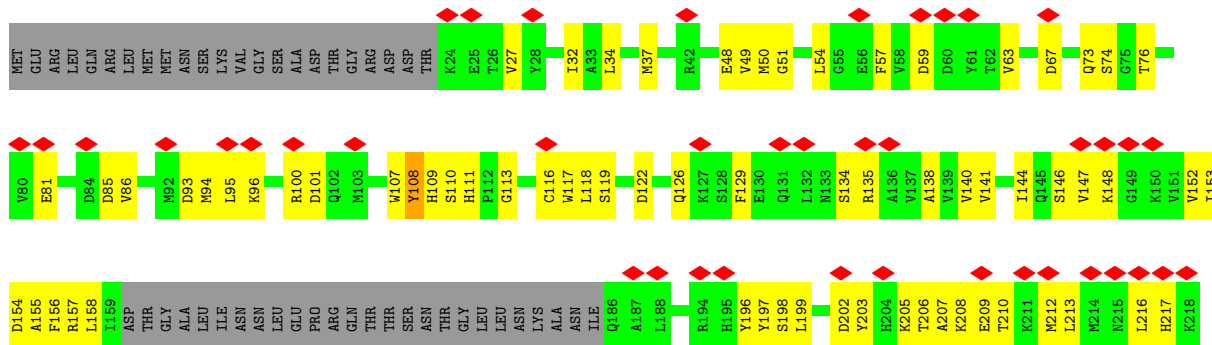 MET GLU ARG LEU GLN ARG LEU MET MET ASN SER LYS VAL GLY SER ALA ASP THR GLY ARG ASP ASP THR K24 E25 T26 V27 Y28 I32 A33 L34 M37 R42 E48 V49 M50 G51 L54 G55 E56 F57 V58 D59 D60 Y61 T62 V63 D67 Q73 S74 G75 T76
V80 E81 D84 D85 V86 M92 D93 M94 L95 K96 R100 D101 Q102 M103 W107 Y108 H109 S110 H111 P112 G113 C116 W117 L118 S119 D122 Q126 K127 S128 F129 E130 Q131 L132 N133 S134 R135 A136 V137 A138 V139 V140 V141 I144 Q145 S146 V147 K148 G149 K150 V151 V152 I153
D154 A155 F156 R157 L158 I159 ASP THR GLY ALA LEU ILE ASN ASN LEU GLU PRO ARG GLN THR THR SER ASN THR GLY LEU LEU ASN LYS ALA ASN ILE Q186 A187 L188 R194 H195 Y196 Y197 S198 L199 D202 Y203 H204 K205 T206 A207 K208 E209 T210 K211 M212 L213 M214 N215 L216 H217 K218